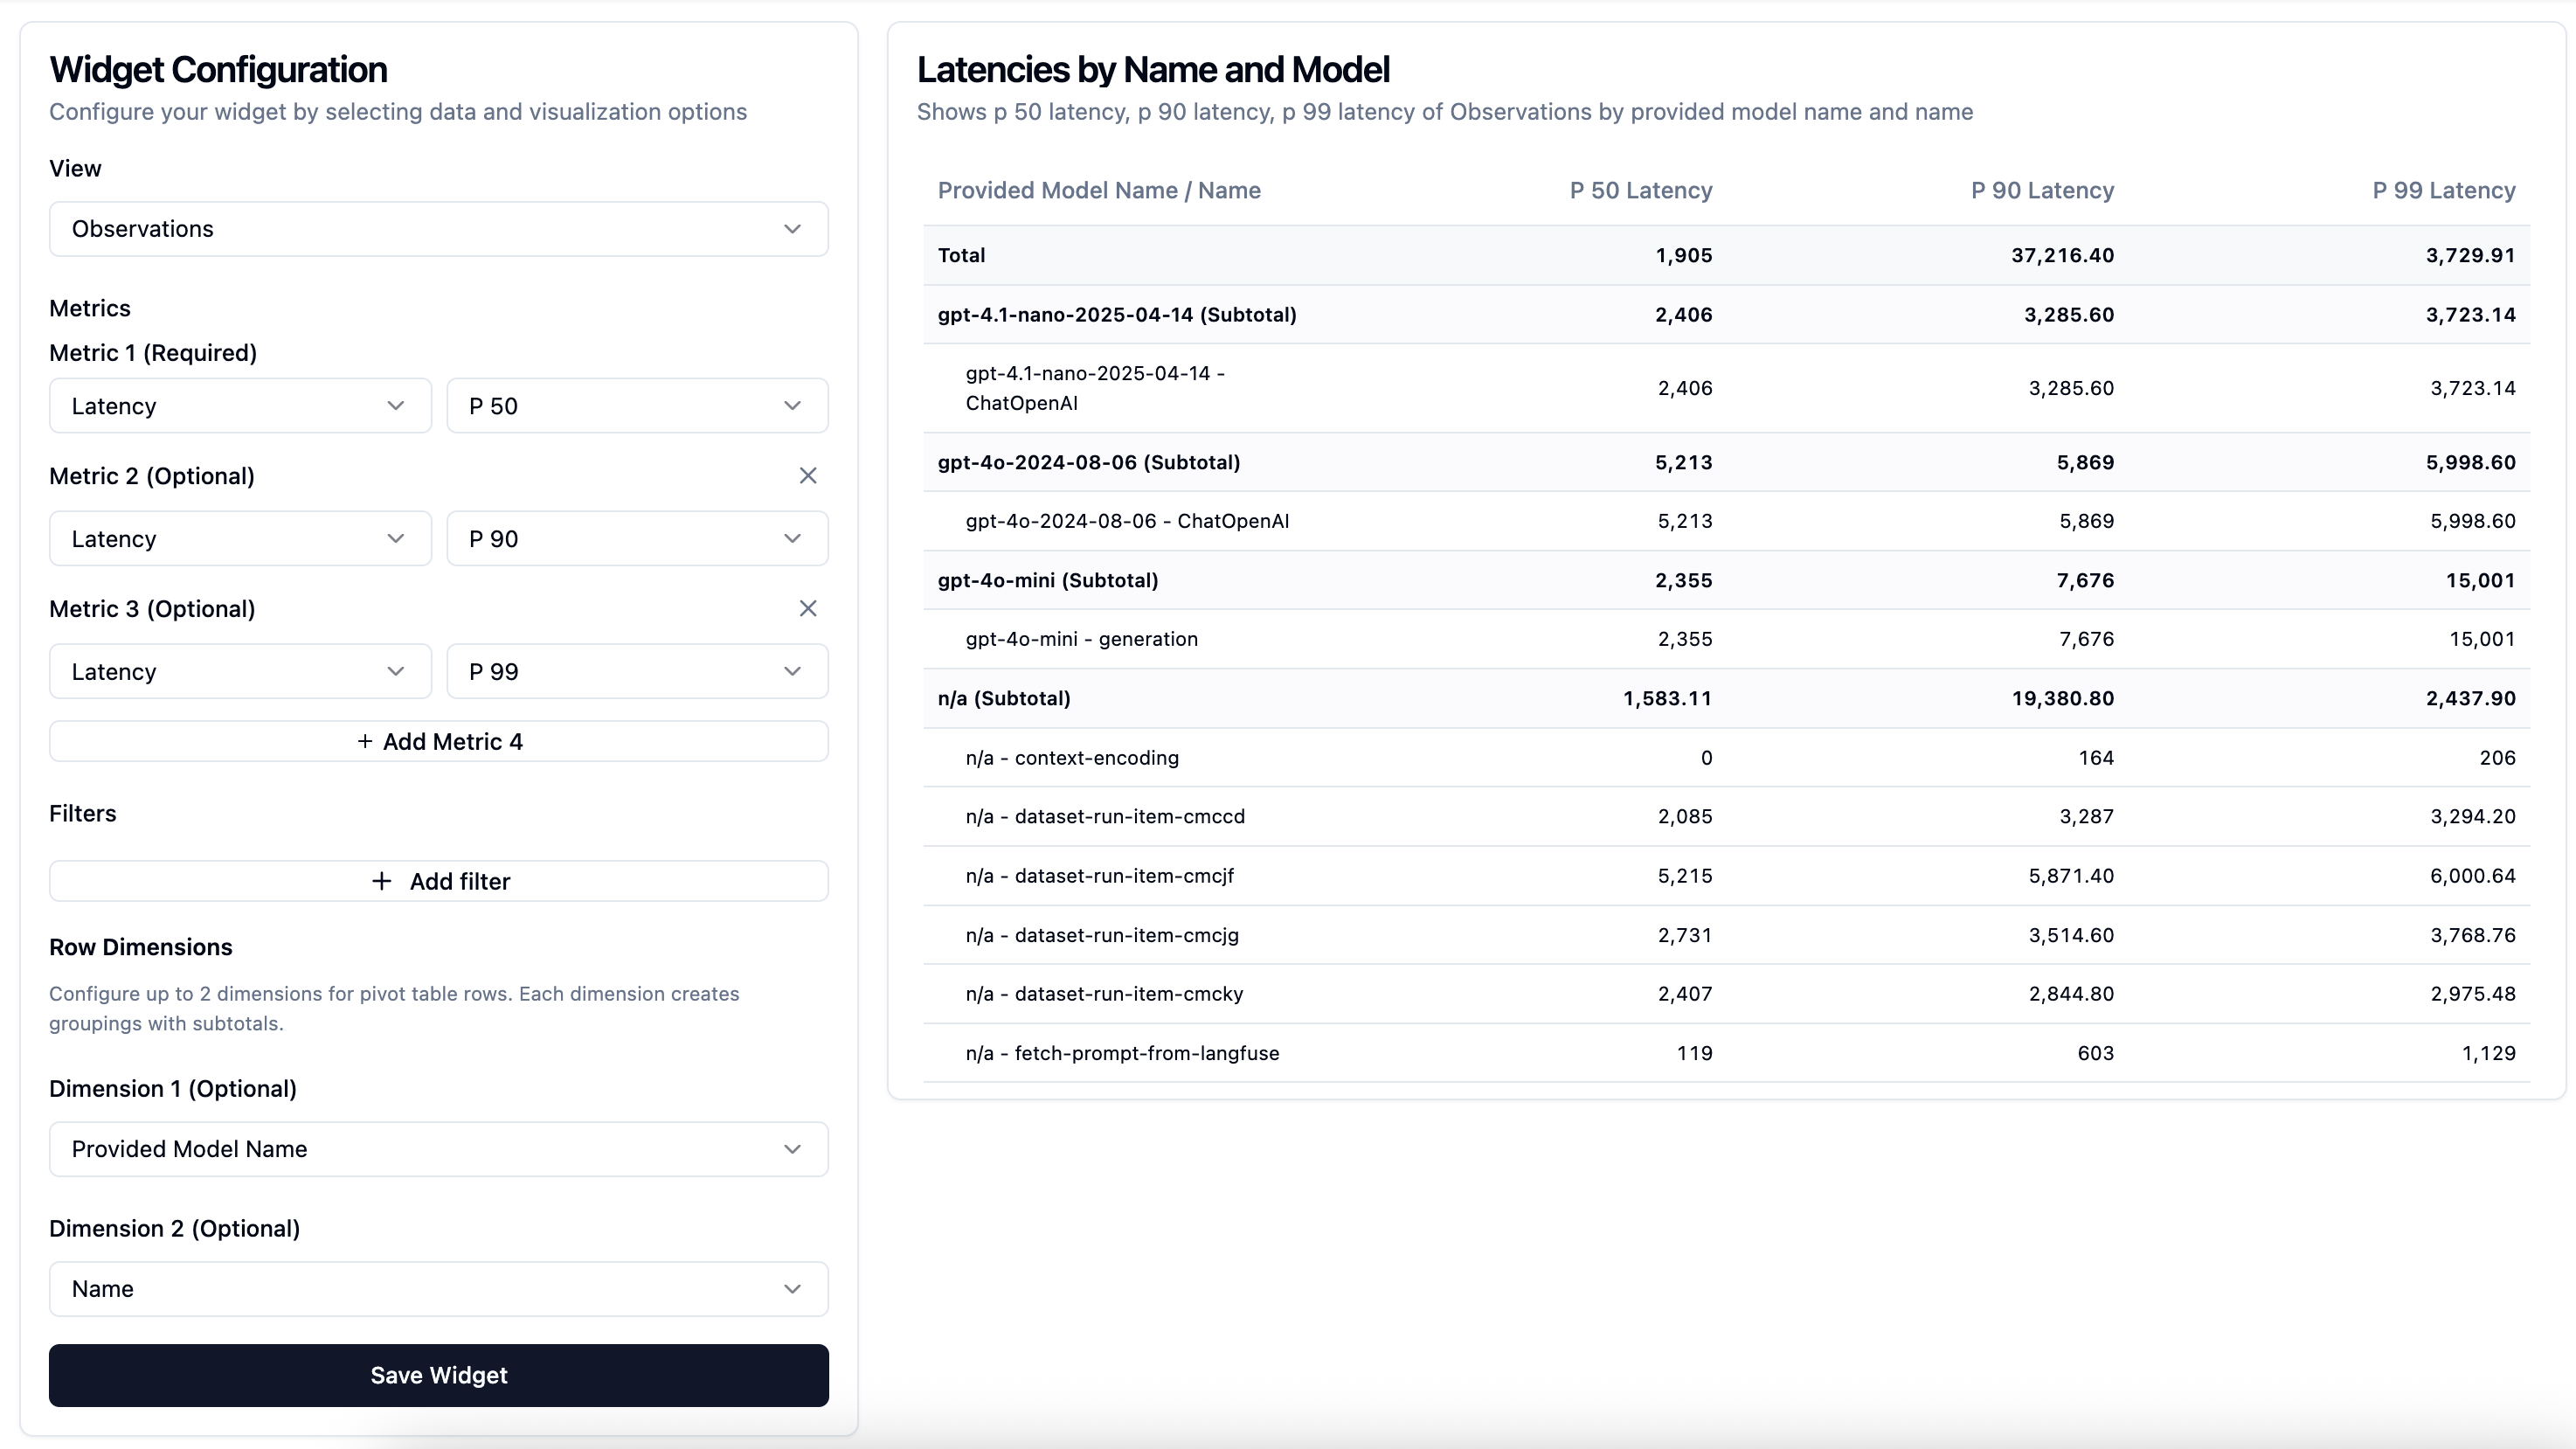 Widget Configuration
Configure your widget by selecting data and visualization options
View
Observations
Metrics
Metric 1 (Required)
Latency P 50
Metric 2 (Optional)
Latency P 90
Metric 3 (Optional)
Latency P 99
+ Add Metric 4
Filters
+ Add filter
Row Dimensions
Configure up to 2 dimensions for pivot table rows. Each dimension creates
groupings with subtotals.
Dimension 1 (Optional)
Provided Model Name
Dimension 2 (Optional)
Name
Save Widget
Latencies by Name and Model
Shows p 50 latency, p 90 latency, p 99 latency of Observations by provided model name and name
Provided Model Name / Name P 50 Latency P 90 Latency P 99 Latency
Total 1,905 37,216.40 3,729.91
gpt-4.1-nano-2025-04-14 (Subtotal) 2,406 3,285.60 3,723.14
gpt-4.1-nano-2025-04-14 -
ChatOpenAI 2,406 3,285.60 3,723.14
gpt-4o-2024-08-06 (Subtotal) 5,213 5,869 5,998.60
gpt-4o-2024-08-06 - ChatOpenAI 5,213 5,869 5,998.60
gpt-4o-mini (Subtotal) 2,355 7,676 15,001
gpt-4o-mini - generation 2,355 7,676 15,001
n/a (Subtotal) 1,583.11 19,380.80 2,437.90
n/a - context-encoding 0 164 206
n/a - dataset-run-item-cmccd 2,085 3,287 3,294.20
n/a - dataset-run-item-cmcjf 5,215 5,871.40 6,000.64
n/a - dataset-run-item-cmcjg 2,731 3,514.60 3,768.76
n/a - dataset-run-item-cmcky 2,407 2,844.80 2,975.48
n/a - fetch-prompt-from-langfuse 119 603 1,129